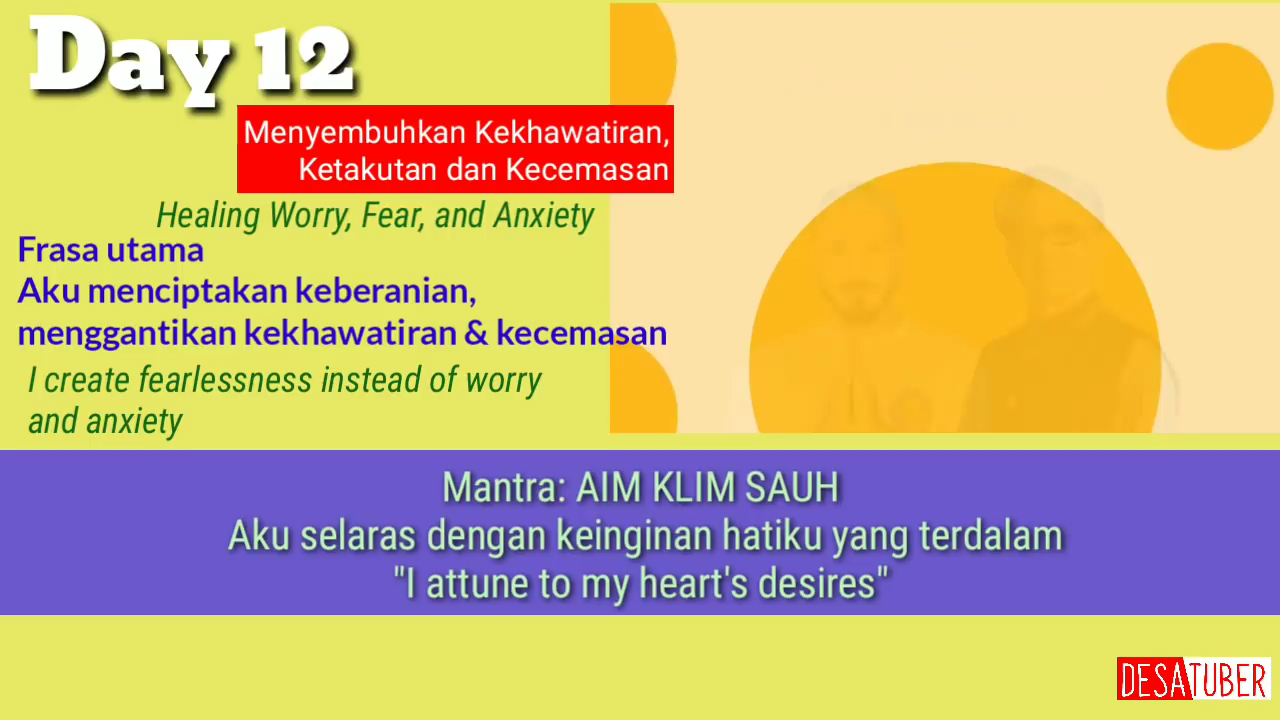 Day 12
Menyembuhkan Kekhawatiran,
Ketakutan dan Kecemasan
Healing Worry, Fear, and Anxiety
Frasa utama
Aku menciptakan keberanian,
menggantikan kekhawatiran & kecemasan
I create fearlessness instead of worry
and anxiety
Mantra: AIM KLIM SAUH
Aku selaras dengan keinginan hatiku yang terdalam
"I attune to my heart's desires"
DESATUBER